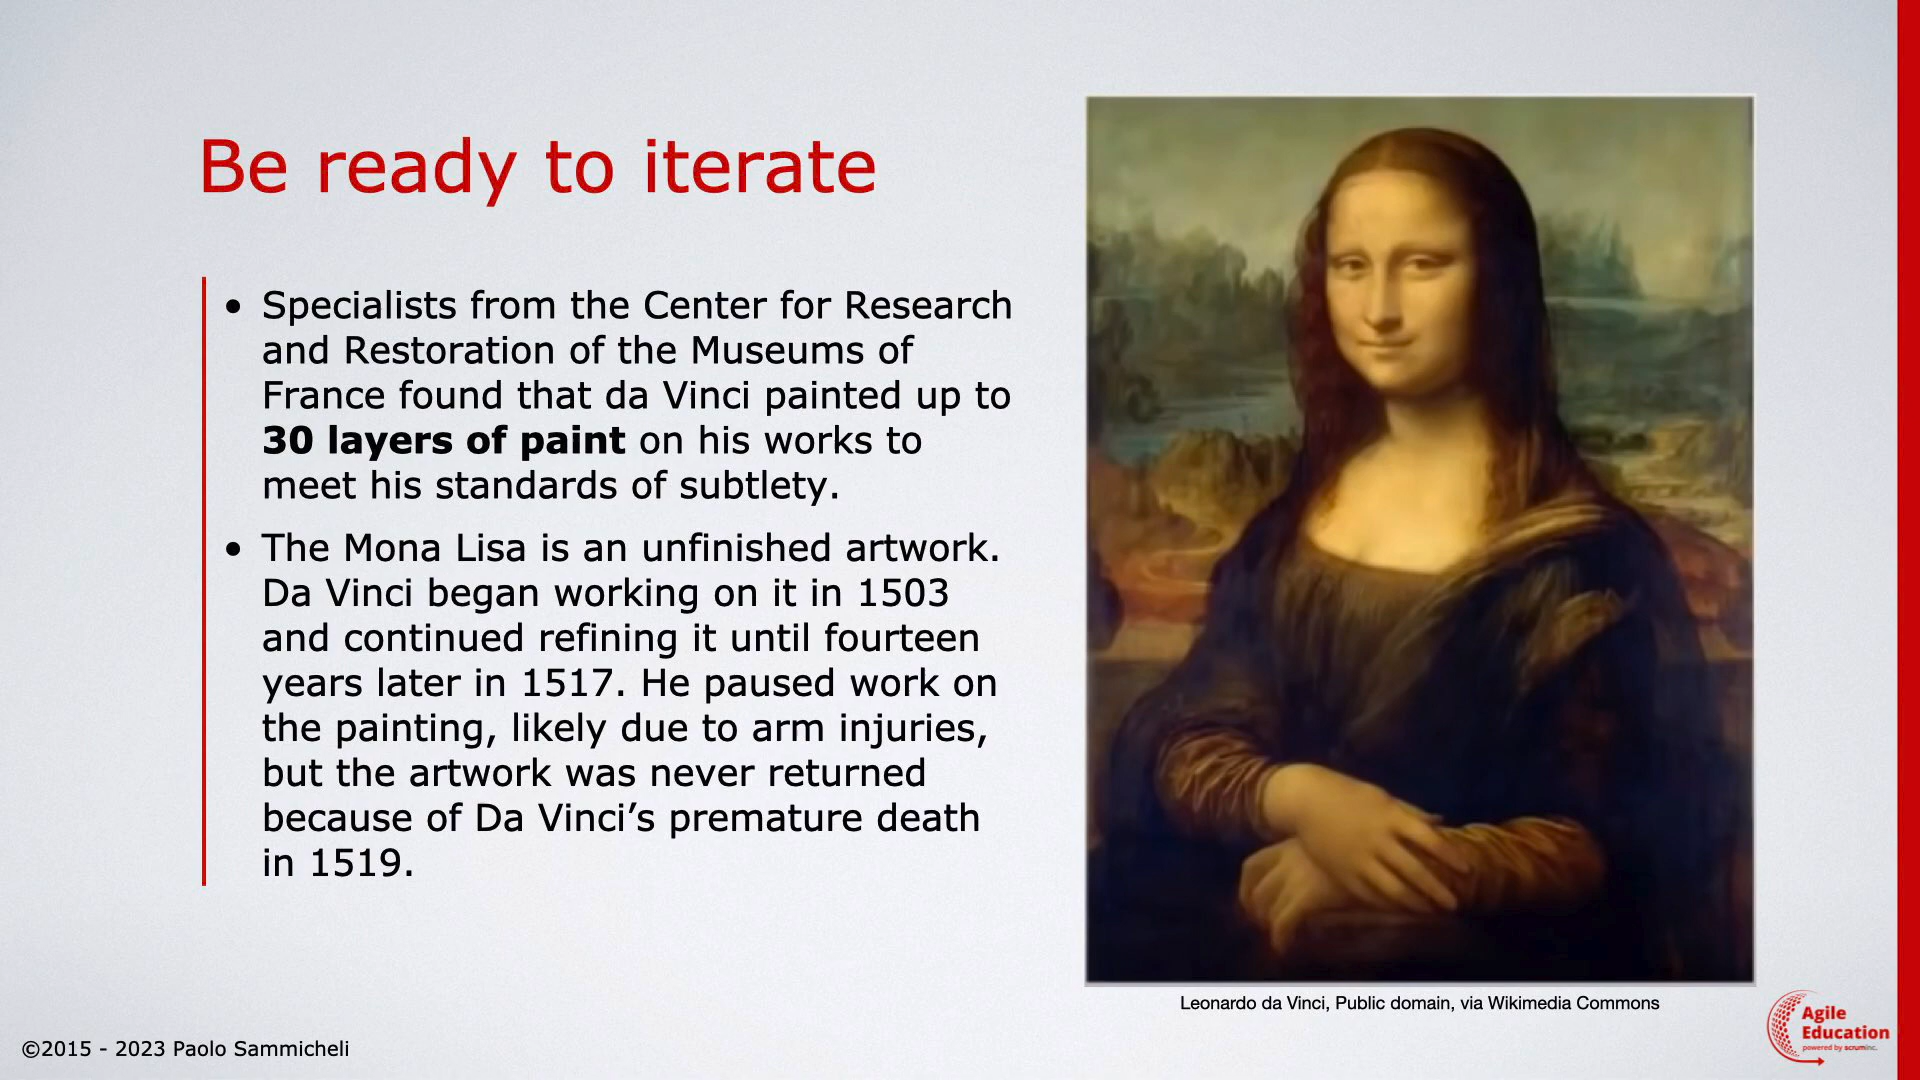 Be ready to iterate
• Specialists from the Center for Research
and Restoration of the Museums of
France found that da Vinci painted up to
30 layers of paint on his works to
meet his standards of subtlety.
• The Mona Lisa is an unfinished artwork.
Da Vinci began working on it in 1503
and continued refining it until fourteen
years later in 1517. He paused work on
the painting, likely due to arm injuries,
but the artwork was never returned
because of Da Vinci’s premature death
in 1519.
Leonardo da Vinci, Public domain, via Wikimedia Commons
©2015 - 2023 Paolo Sammicheli
Agile
Education
powered by scruminc.